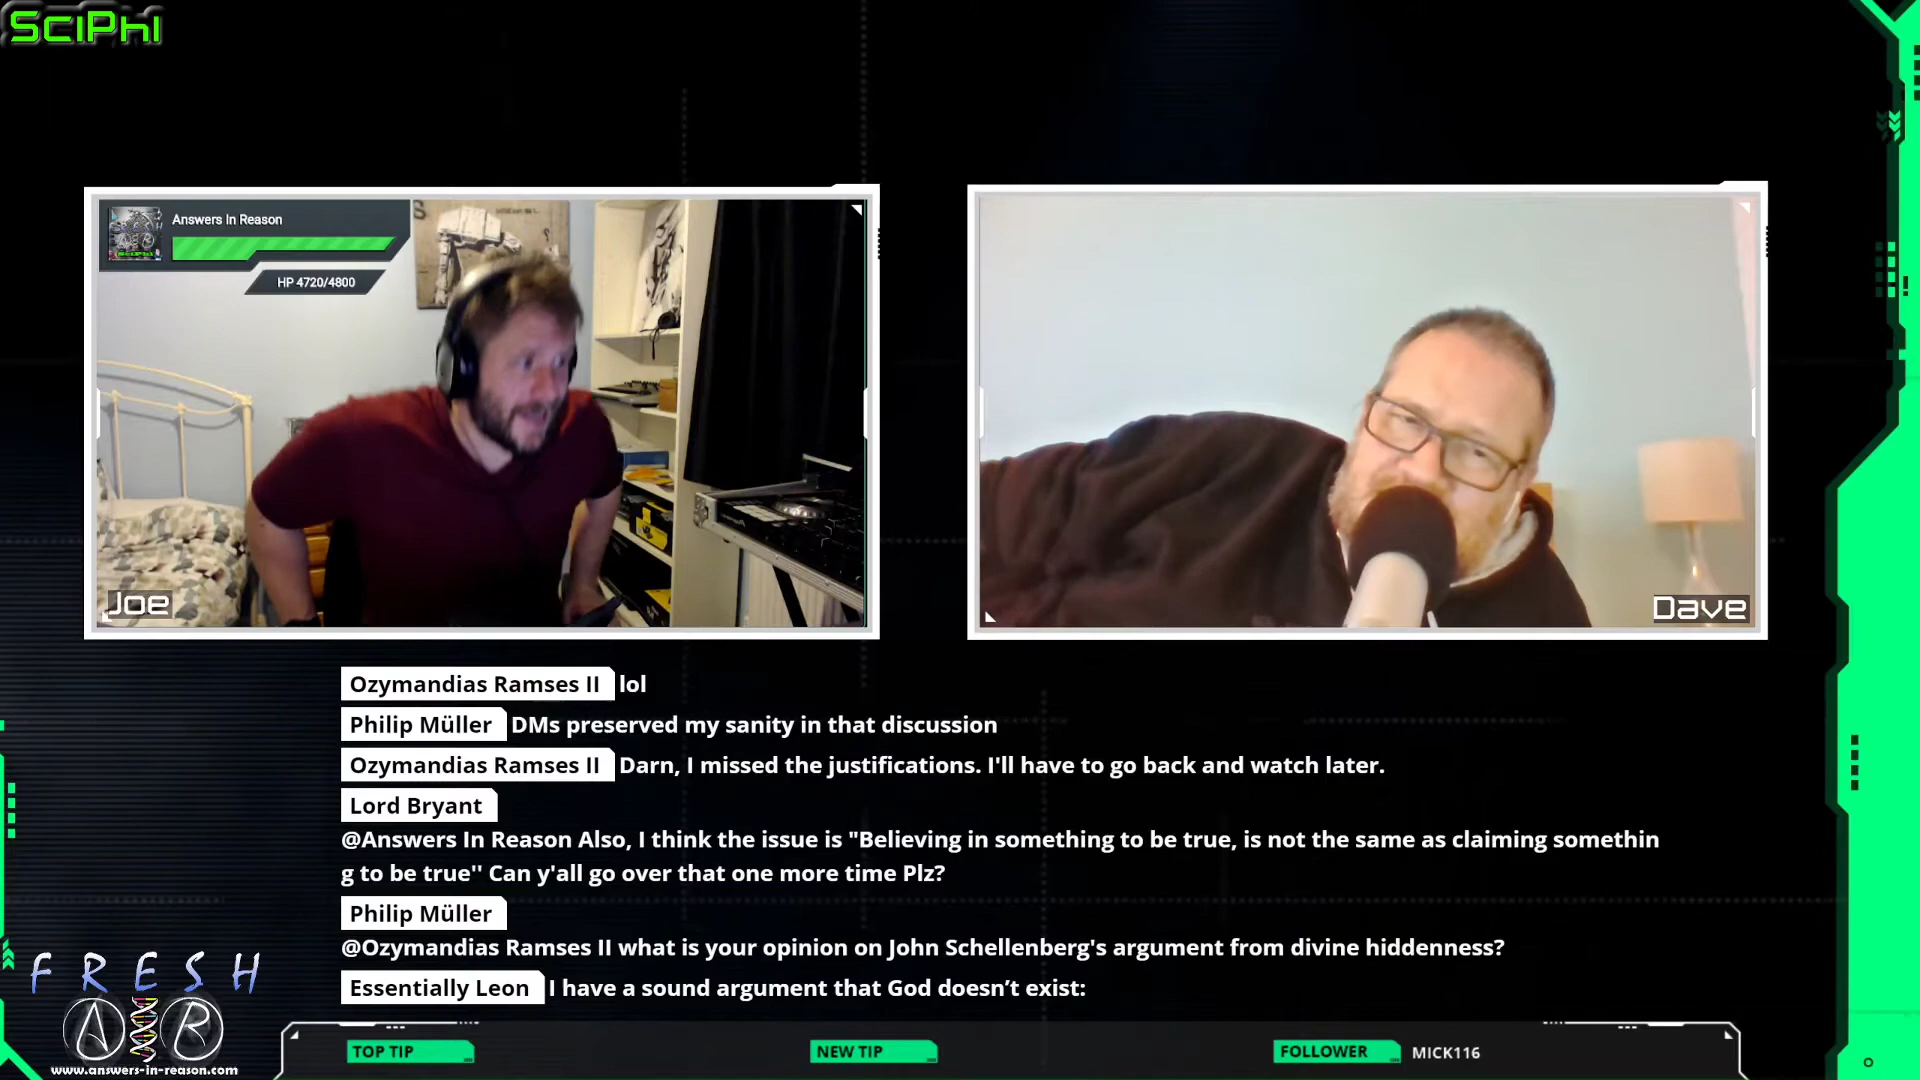 SciPhi
Answers In Reason
HP 4720/4800
Joe
Dave
Ozymandias Ramses II lol
Philip Müller DMs preserved my sanity in that discussion
Ozymandias Ramses II Darn, I missed the justifications. I'll have to go back and watch later.
Lord Bryant
@Answers In Reason Also, I think the issue is "Believing in something to be true, is not the same as claiming somethin
g to be true'' Can y'all go over that one more time Plz?
Philip Müller
@Ozymandias Ramses II what is your opinion on John Schellenberg's argument from divine hiddenness?
Essentially Leon I have a sound argument that God doesn’t exist:
FRESH
A R
www.answers-in-reason.com
TOP TIP
NEW TIP
FOLLOWER MICK116